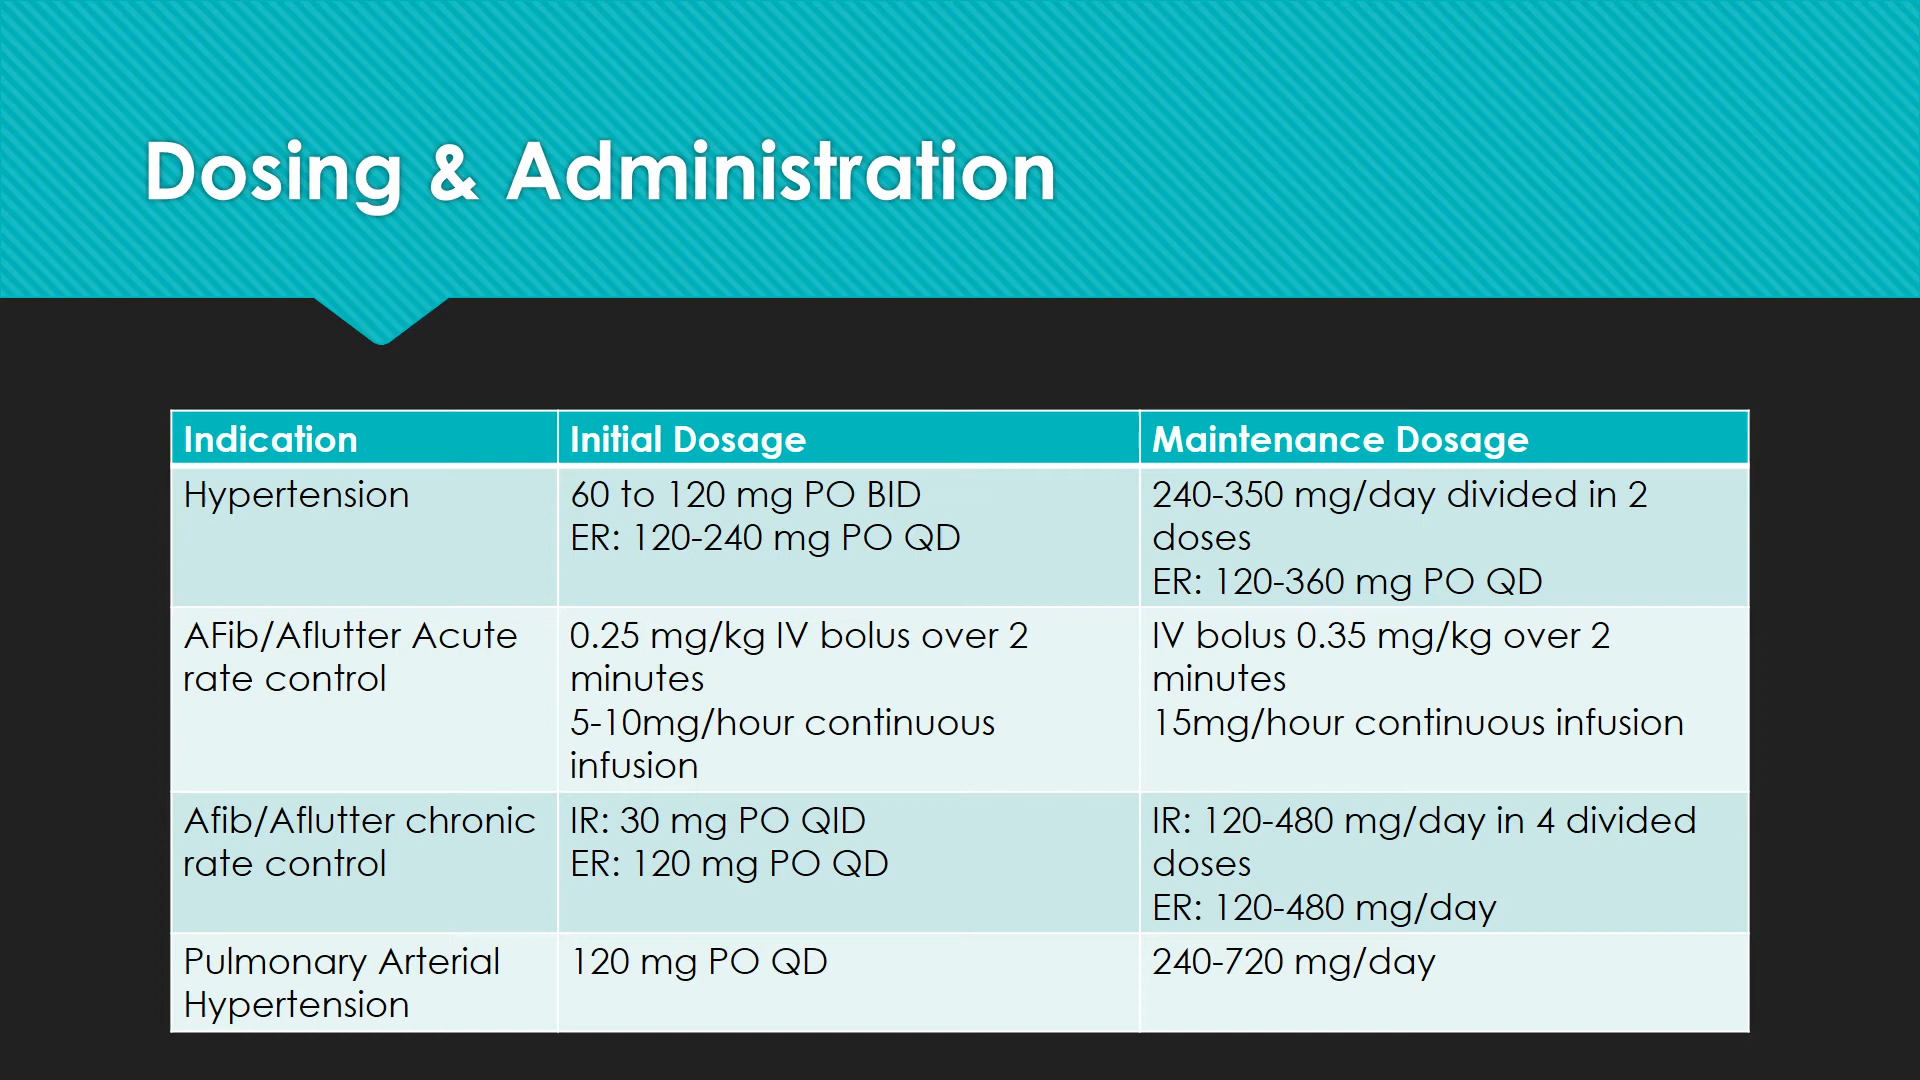 Dosing & Administration
Indication
Initial Dosage
Maintenance Dosage
Hypertension
60 to 120 mg PO BID
ER: 120-240 mg PO QD
240-350 mg/day divided in 2
doses
ER: 120-360 mg PO QD
AFib/Aflutter Acute
rate control
0.25 mg/kg IV bolus over 2
minutes
5-10mg/hour continuous
infusion
IV bolus 0.35 mg/kg over 2
minutes
15mg/hour continuous infusion
Afib/Aflutter chronic
rate control
IR: 30 mg PO QID
ER: 120 mg PO QD
IR: 120-480 mg/day in 4 divided
doses
ER: 120-480 mg/day
Pulmonary Arterial
Hypertension
120 mg PO QD
240-720 mg/day